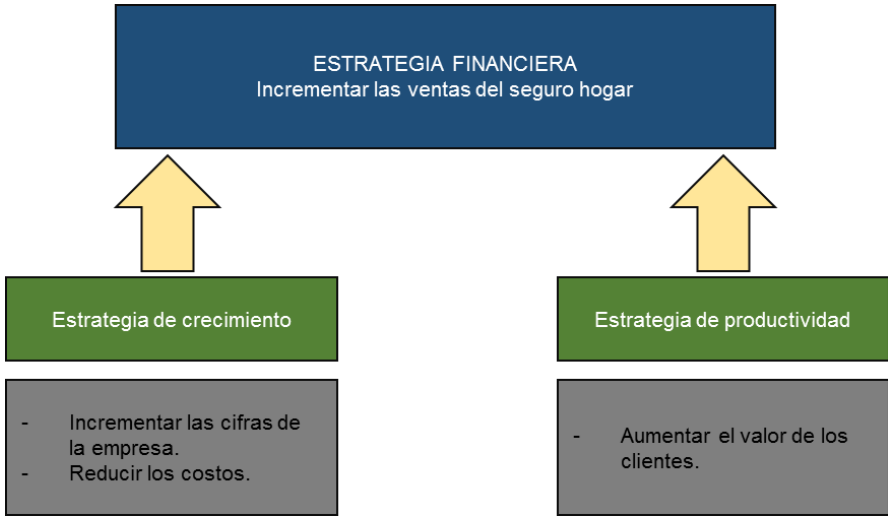 ESTRATEGIA FINANCIERA
Incrementar las ventas del seguro hogar
Estrategia de crecimiento
- Incrementar las cifras de
la empresa.
- Reducir los costos.
Estrategia de productividad
- Aumentar el valor de los
clientes.